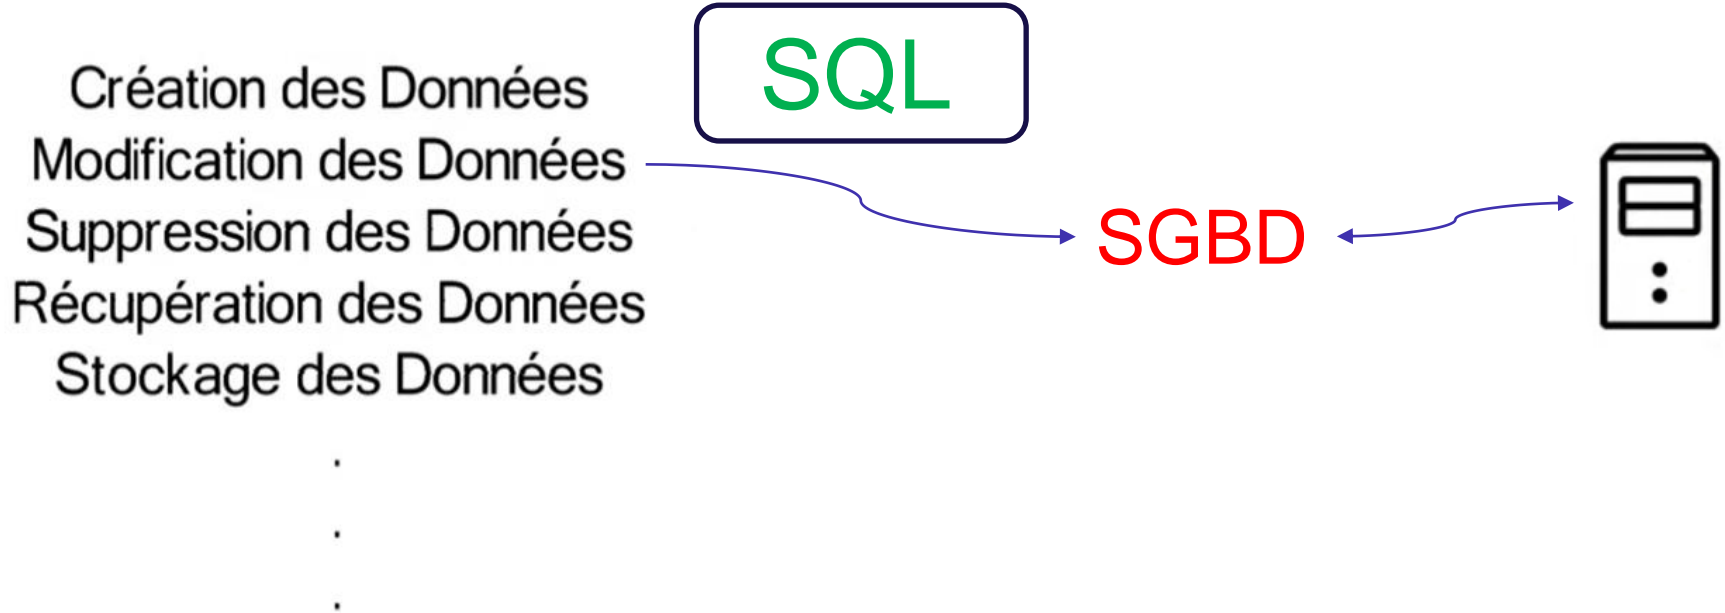 SQL
Création des Données
Modification des Données
Suppression des Données
Récupération des Données
Stockage des Données
.
.
.
SGBD